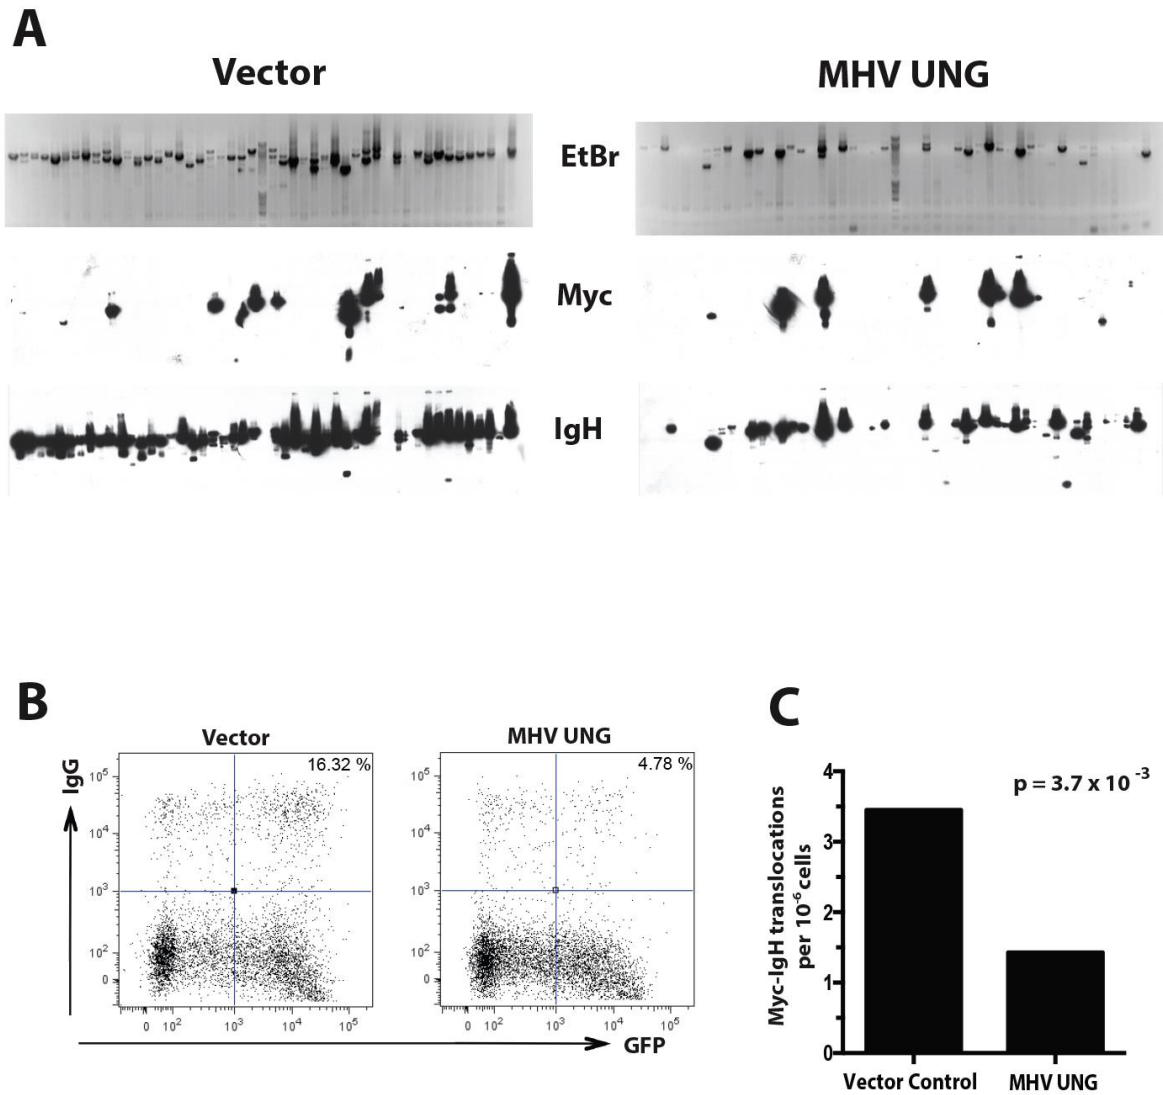 A
Vector
MHV UNG
EtBr
Myc
IgH
B
Vector
MHV UNG
16.32 %
4.78 %
IgG
10^5
10^4
10^3
10^2
0
10^5
10^4
10^3
10^2
0
0 10^2 10^3 10^4 10^5
0 10^2 10^3 10^4 10^5
GFP
C
p = 3.7 x 10 ^-3
Myc-IgH translocations
per 10^-6 cells
4
3
2
1
0
Vector Control
MHV UNG